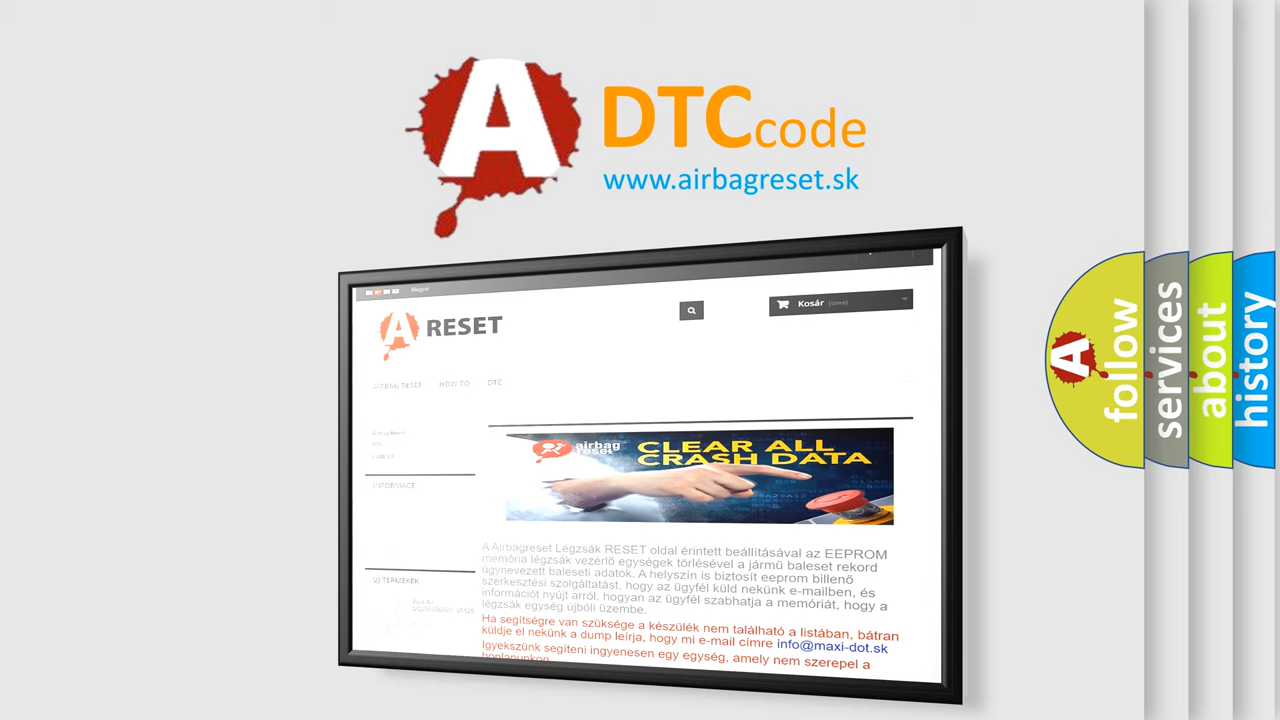 A
DTC code
www.airbagreset.sk
Magyar
Kosár (üres)
A RESET
AIRBAG RESET HOW TO DTC
INFORMACE
ÚJ TERMÉKEK
airbag
reset
CLEAR ALL
CRASH DATA
A Airbagreset Légzsák RESET oldal érintett beállításával az EEPROM
memória légzsák vezérlő egységek törlésével a jármű baleset rekord
úgynevezett baleseti adatok. A helyszín is biztosít eeprom billenő
szerkesztési szolgáltatást, hogy az ügyfél küld nekünk e-mailben, és
információt nyújt arról, hogyan az ügyfél szabhatja a memóriát, hogy a
légzsák egység újbóli üzembe.
Ha segítségre van szüksége a készülék nem található a listában, bátran
küldje el nekünk a dump leírja, hogy mi e-mail címre info@maxi-dot.sk
Igyekszünk segíteni ingyenesen egy egység, amely nem szerepel a
honlapunkon
A
follow
services
about
history